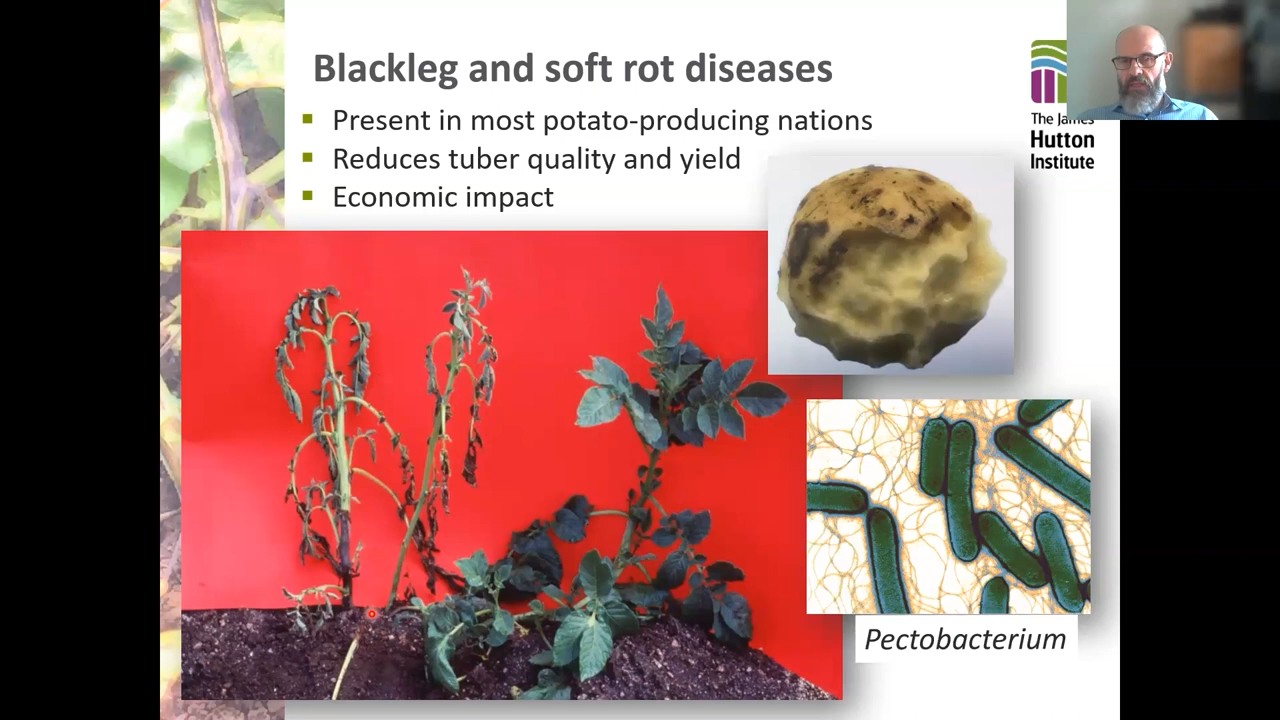 Blackleg and soft rot diseases
Present in most potato-producing nations
Reduces tuber quality and yield
Economic impact
The James
Hutton
Institute
Pectobacterium